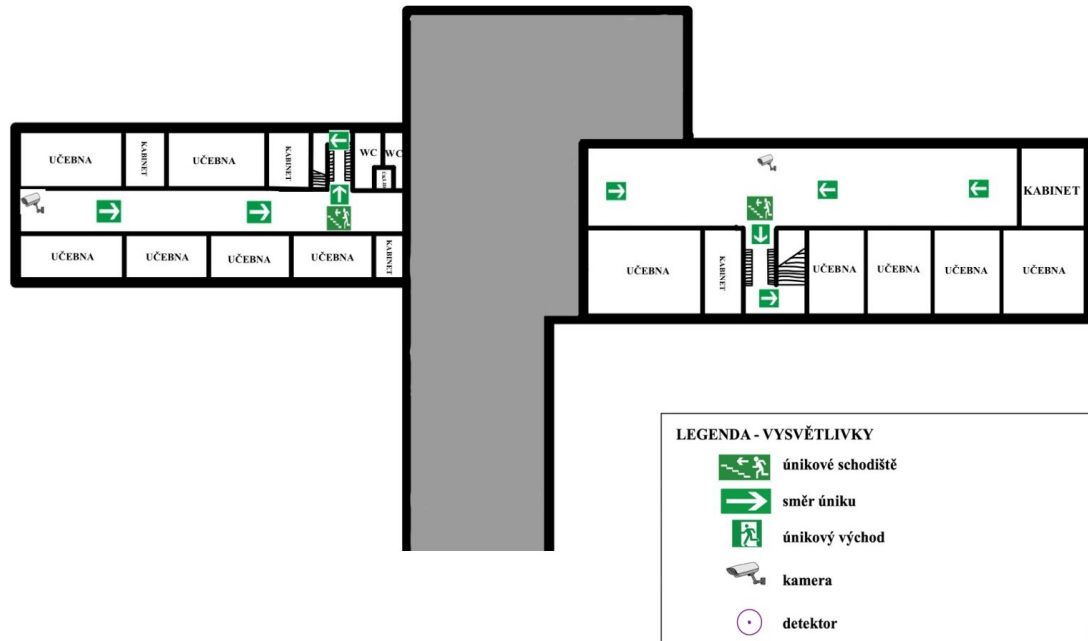 UČEBNA
KABINET
UČEBNA
KABINET
WC
WC
UČEBNA
UČEBNA
UČEBNA
UČEBNA
KABINET
KABINET
UČEBNA
KABINET
UČEBNA
UČEBNA
UČEBNA
UČEBNA
LEGENDA - VYSVĚTLIVKY
únikové schodiště
směr úniku
únikový východ
kamera
detektor